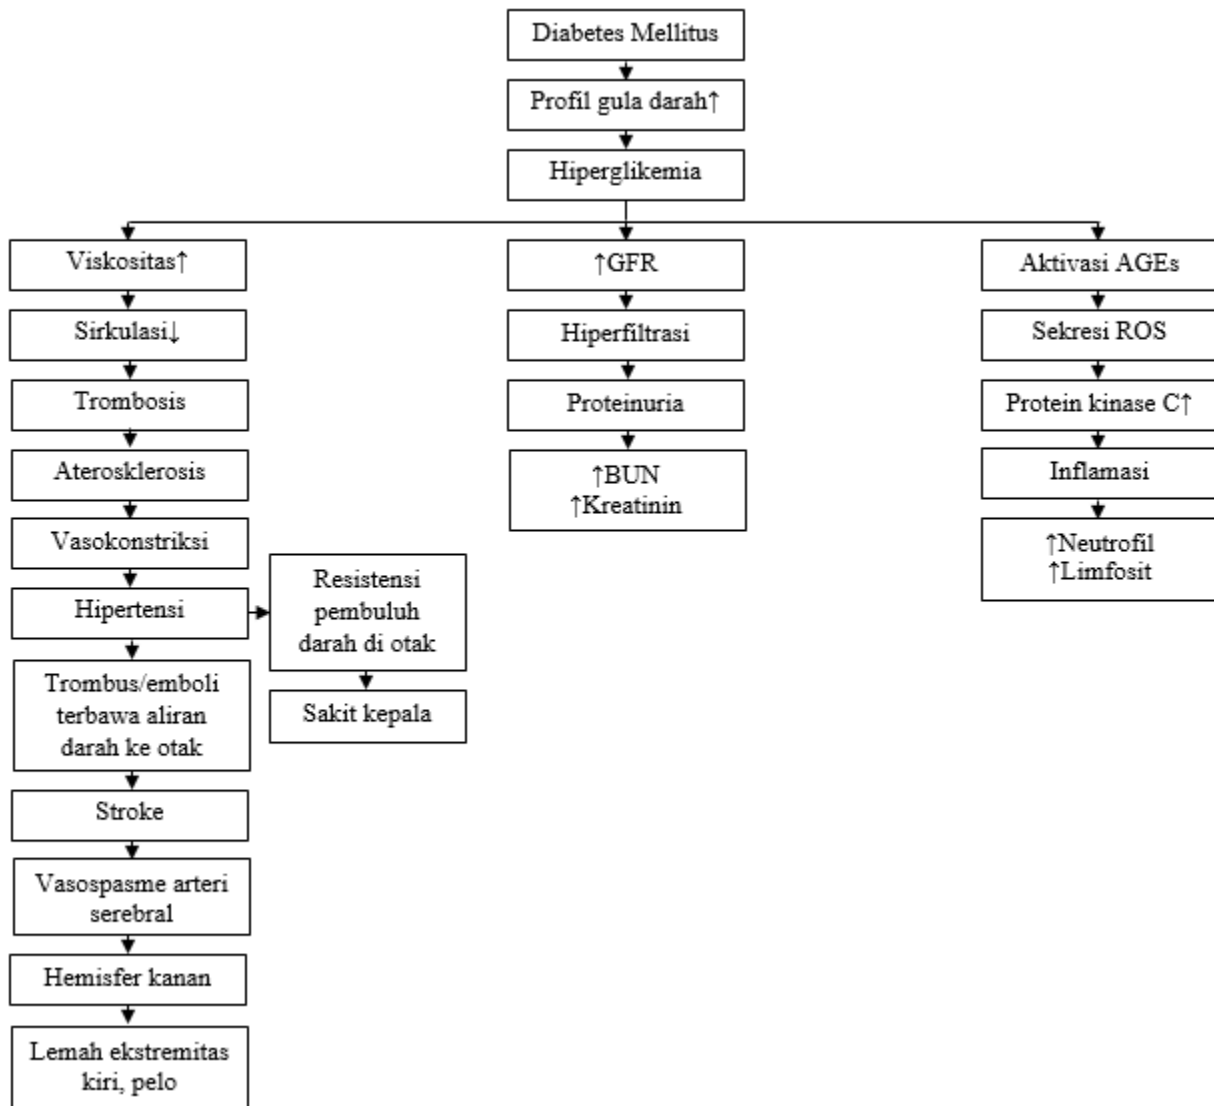 Diabetes Mellitus
Profil gula darah↑
Hiperglikemia
Viskositas↑
Sirkulasi↓
Trombosis
Aterosklerosis
Vasokonstriksi
Hipertensi
Resistensi
pembuluh
darah di otak
Sakit kepala
Trombus/emboli
terbawa aliran
darah ke otak
Stroke
Vasospasme arteri
serebral
Hemisfer kanan
Lemah ekstremitas
kiri, pelo
↑GFR
Hiperfiltrasi
Proteinuria
↑BUN
↑Kreatinin
Aktivasi AGEs
Sekresi ROS
Protein kinase C↑
Inflamasi
↑Neutrofil
↑Limfosit